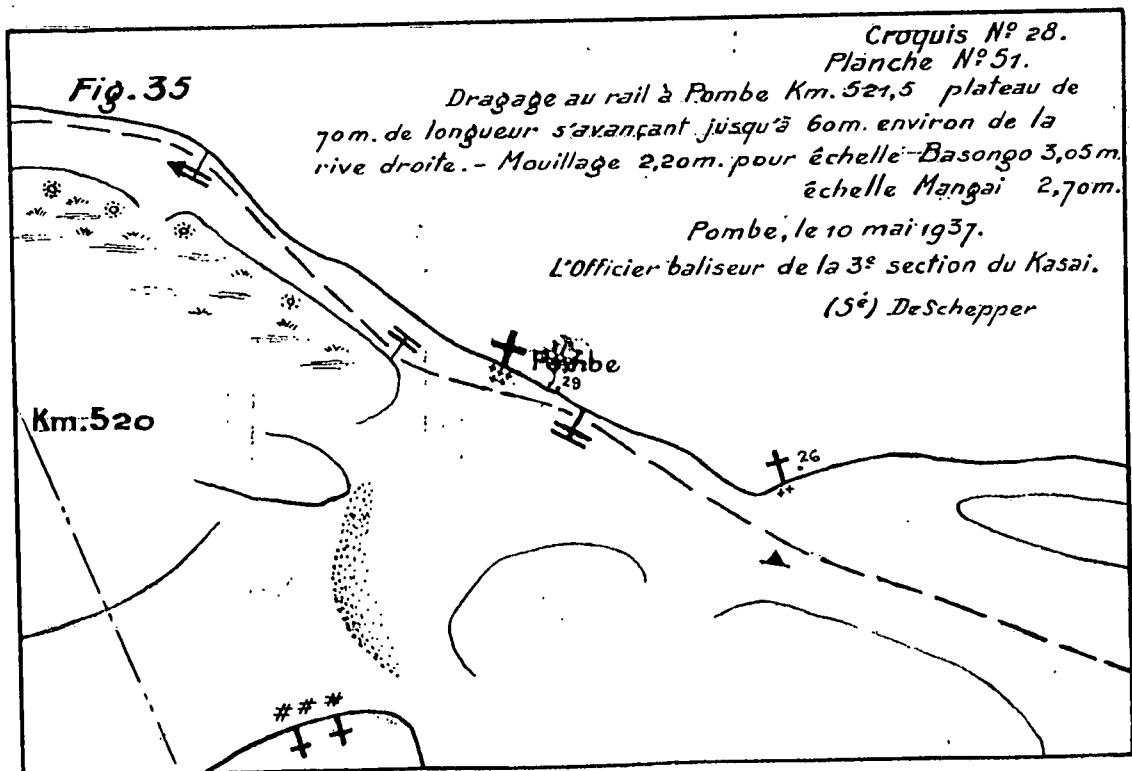 Croquis Nº 28.
Planche Nº 51.
Fig. 35
Dragage au rail à Pombe Km. 521,5 plateau de
70m. de longueur s'avançant jusqu'à 60m. environ de la
rive droite. - Mouillage 2,20m. pour échelle-Basongo 3,05m.
échelle Mangai 2,70m.
Pombe, le 10 mai 1937.
L'Officier baliseur de la 3e section du Kasai.
(Sé) DeSchepper
Pombe
.29
.26
Km. 520